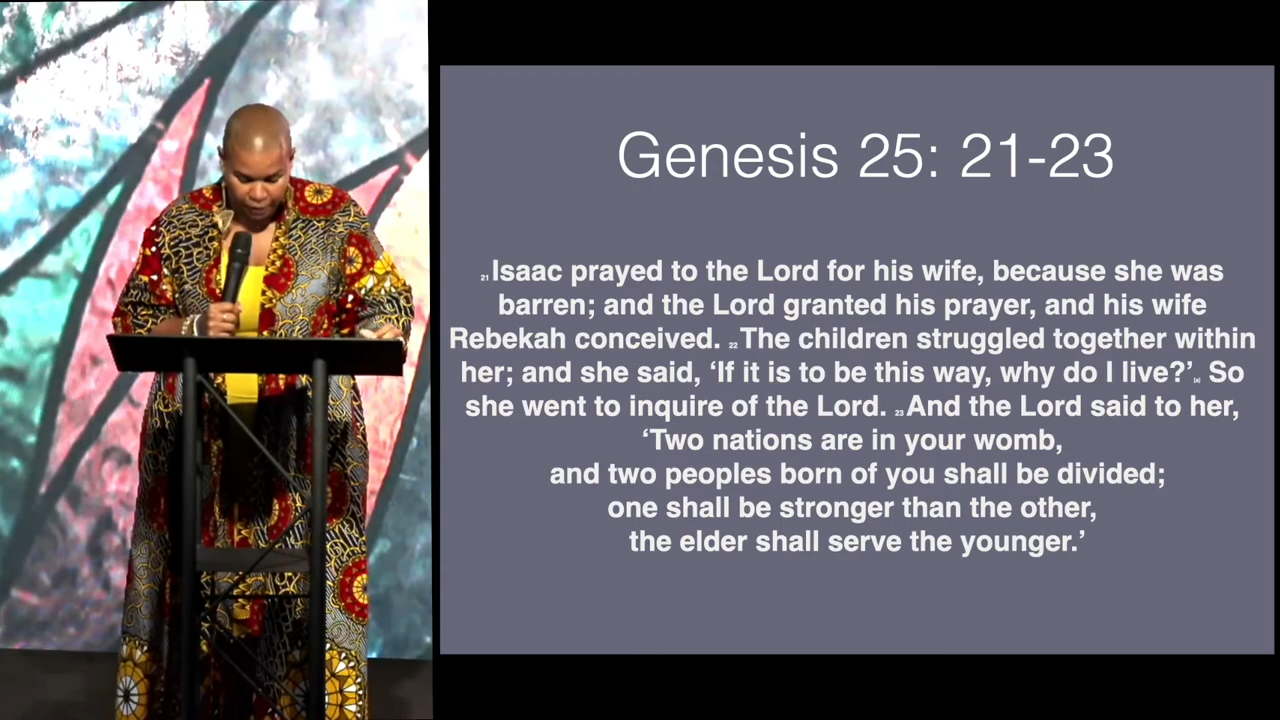 Genesis 25: 21-23
21 Isaac prayed to the Lord for his wife, because she was
barren; and the Lord granted his prayer, and his wife
Rebekah conceived. 22 The children struggled together within
her; and she said, ‘If it is to be this way, why do I live?’[a] So
she went to inquire of the Lord. 23 And the Lord said to her,
‘Two nations are in your womb,
and two peoples born of you shall be divided;
one shall be stronger than the other,
the elder shall serve the younger.’